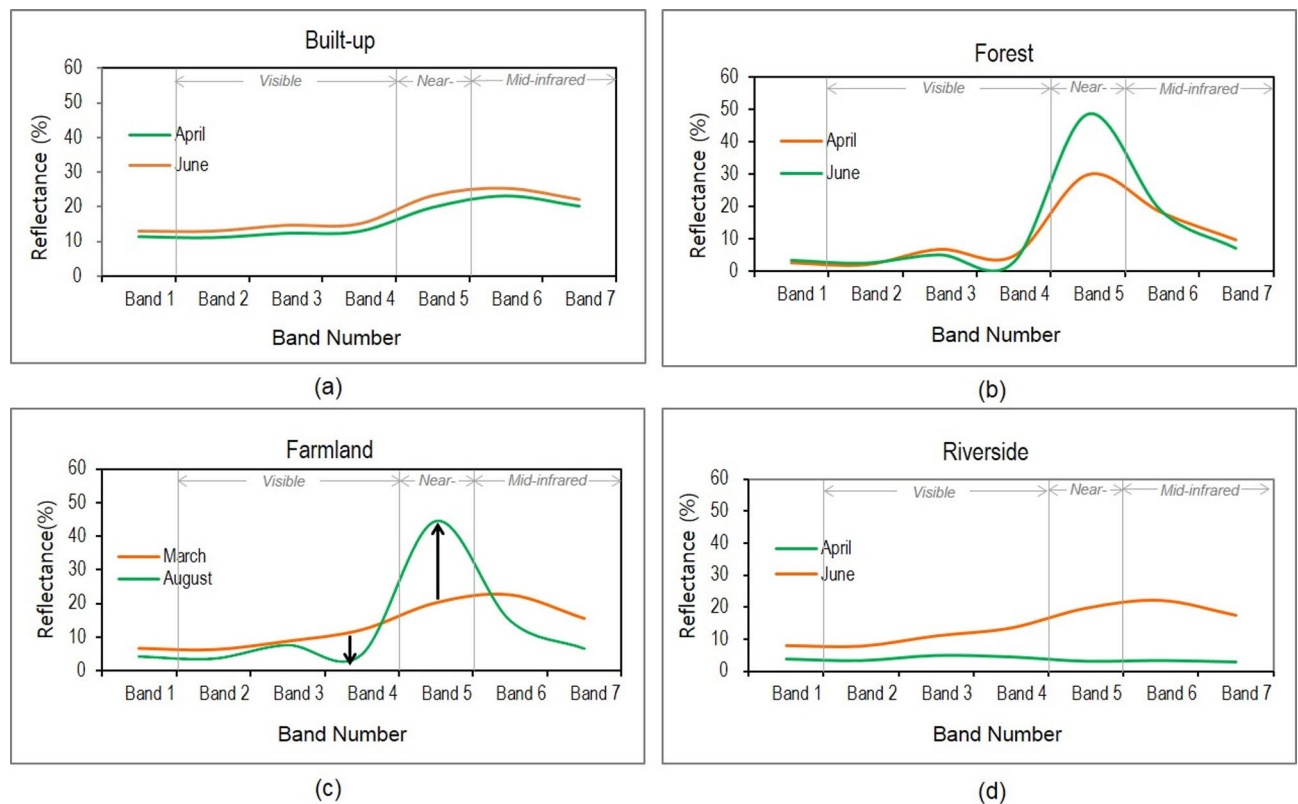 Built-up
60
50
40
30
20
10
0
Reflectance (%)
Visible
Near-
Mid-infrared
April
June
Band 1 Band 2 Band 3 Band 4 Band 5 Band 6 Band 7
Band Number
(a)
Forest
60
50
40
30
20
10
0
Reflectance (%)
Visible
Near-
Mid-infrared
April
June
Band 1 Band 2 Band 3 Band 4 Band 5 Band 6 Band 7
Band Number
(b)
Farmland
60
50
40
30
20
10
0
Reflectance(%)
Visible
Near-
Mid-infrared
March
August
Band 1 Band 2 Band 3 Band 4 Band 5 Band 6 Band 7
Band Number
(c)
Riverside
60
50
40
30
20
10
0
Reflectance (%)
Visible
Near-
Mid-infrared
April
June
Band 1 Band 2 Band 3 Band 4 Band 5 Band 6 Band 7
Band Number
(d)